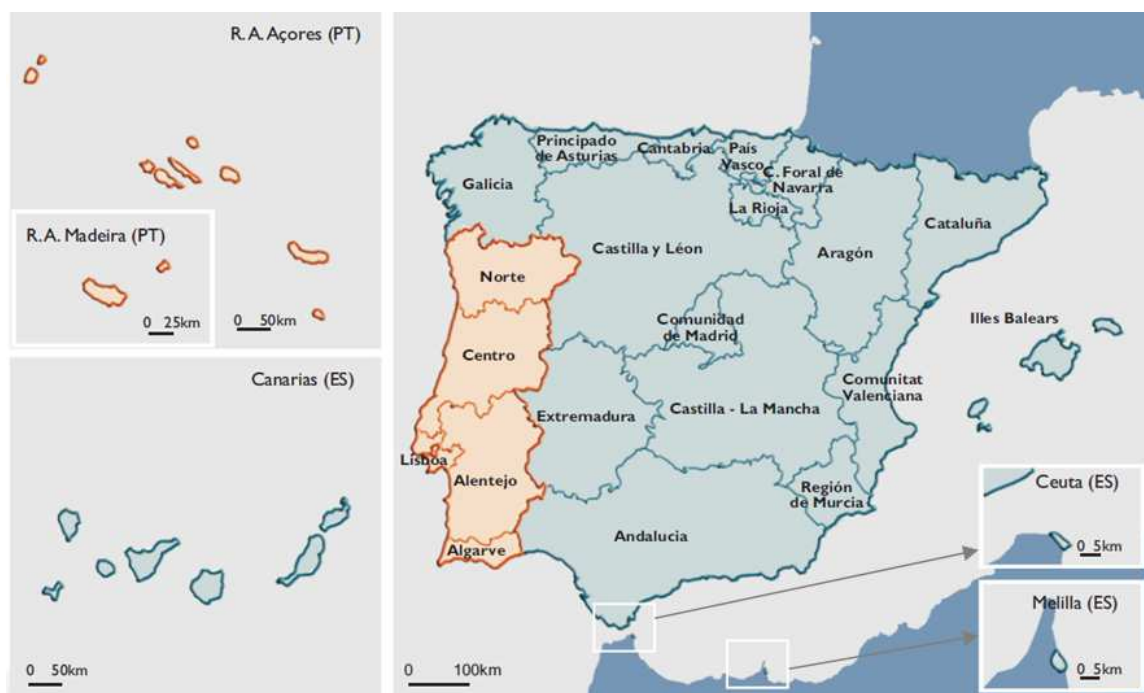 R. A. Açores (PT)
R. A. Madeira (PT)
0 25km
0 50km
Canarias (ES)
0 50km
Principado
de Asturias
Cantabria
País
Vasco
C. Foral de
Navarra
Galicia
La Rioja
Cataluña
Castilla y Léon
Aragón
Norte
Comunidad
de Madrid
Illes Balears
Centro
Comunitat
Valenciana
Extremadura
Castilla - La Mancha
Lisboa
Alentejo
Región
de Murcia
Andalucia
Algarve
Ceuta (ES)
0 5km
Melilla (ES)
0 5km
0 100km